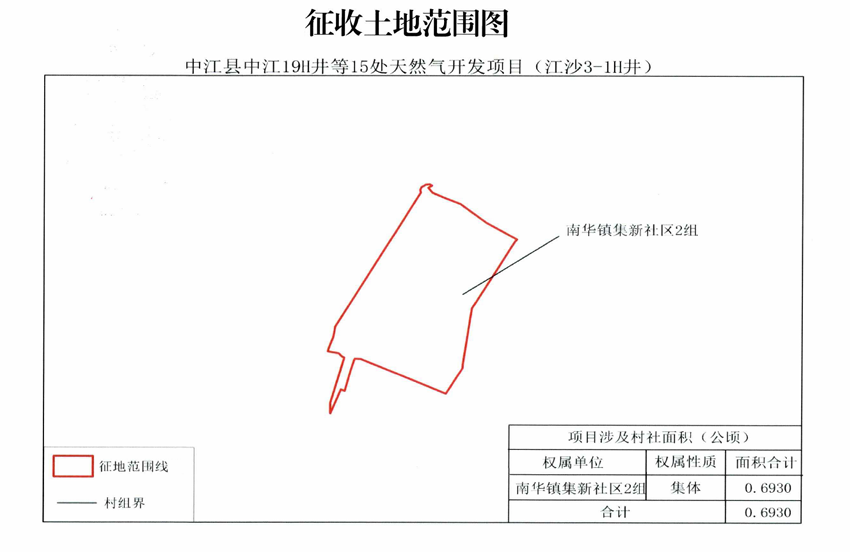 征收土地范围图
中江县中江19H井等15处天然气开发项目（江沙3-1H井）
南华镇集新社区2组
征地范围线
村组界
项目涉及村社面积（公顷）
权属单位 权属性质 面积合计
南华镇集新社区2组 集体 0.6930
合计 0.6930